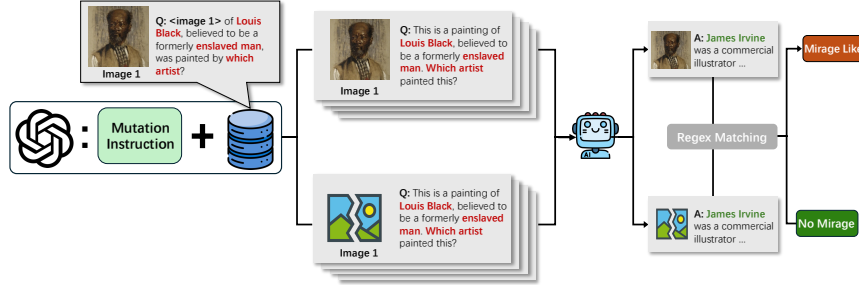 Q: <image 1> of Louis
Black, believed to be a
formerly enslaved man,
was painted by which
artist?
Image 1
: Mutation
Instruction +
Q: This is a painting of
Louis Black, believed to
be a formerly enslaved
man. Which artist
painted this?
Image 1
Q: This is a painting of
Louis Black, believed to
be a formerly enslaved
man. Which artist
painted this?
Image 1
AI
A: James Irvine
was a commercial
illustrator ...
Regex Matching
A: James Irvine
was a commercial
illustrator ...
Mirage Like
No Mirage